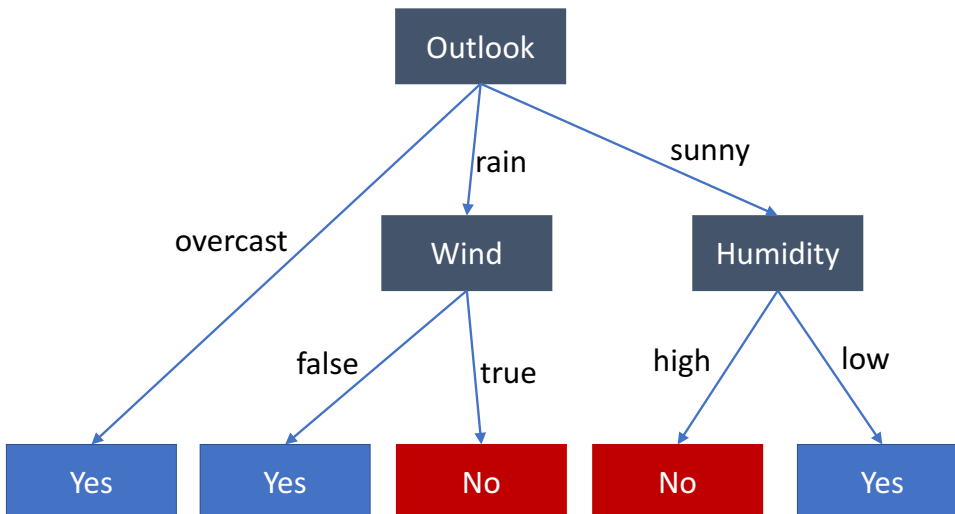 Outlook
rain
sunny
overcast
Wind
Humidity
false
true
high
low
Yes
Yes
No
No
Yes